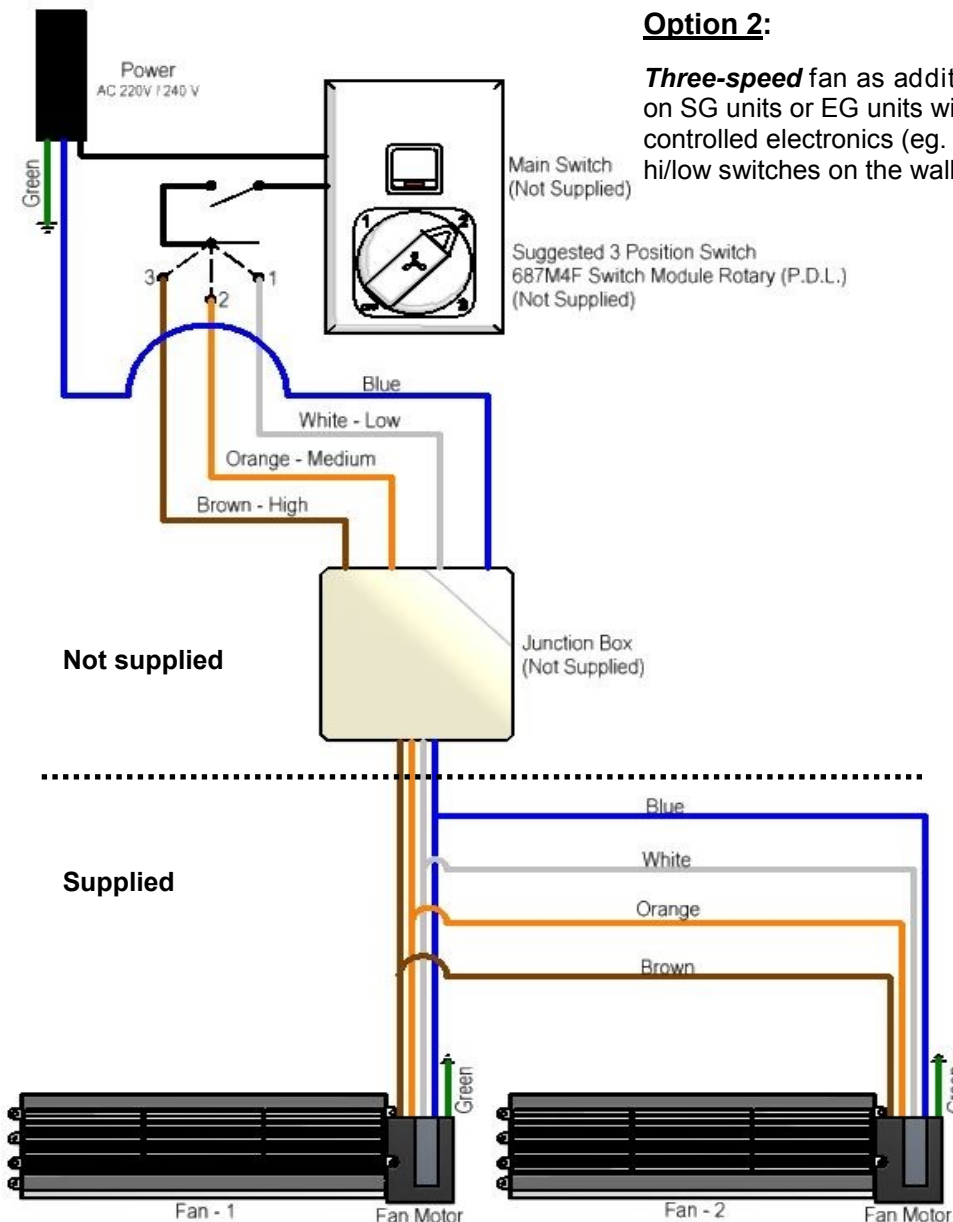 Option 2:
Three-speed fan as addit
on SG units or EG units wi
controlled electronics (eg.
hi/low switches on the wall
Power
AC 220V / 240 V
Green
Main Switch
(Not Supplied)
1
2
3
OFF
Suggested 3 Position Switch
687M4F Switch Module Rotary (P.D.L.)
(Not Supplied)
3
2
1
Blue
White - Low
Orange - Medium
Brown - High
Not supplied
Junction Box
(Not Supplied)
Supplied
Blue
White
Orange
Brown
Green
Green
Fan - 1
Fan Motor
Fan - 2
Fan Motor